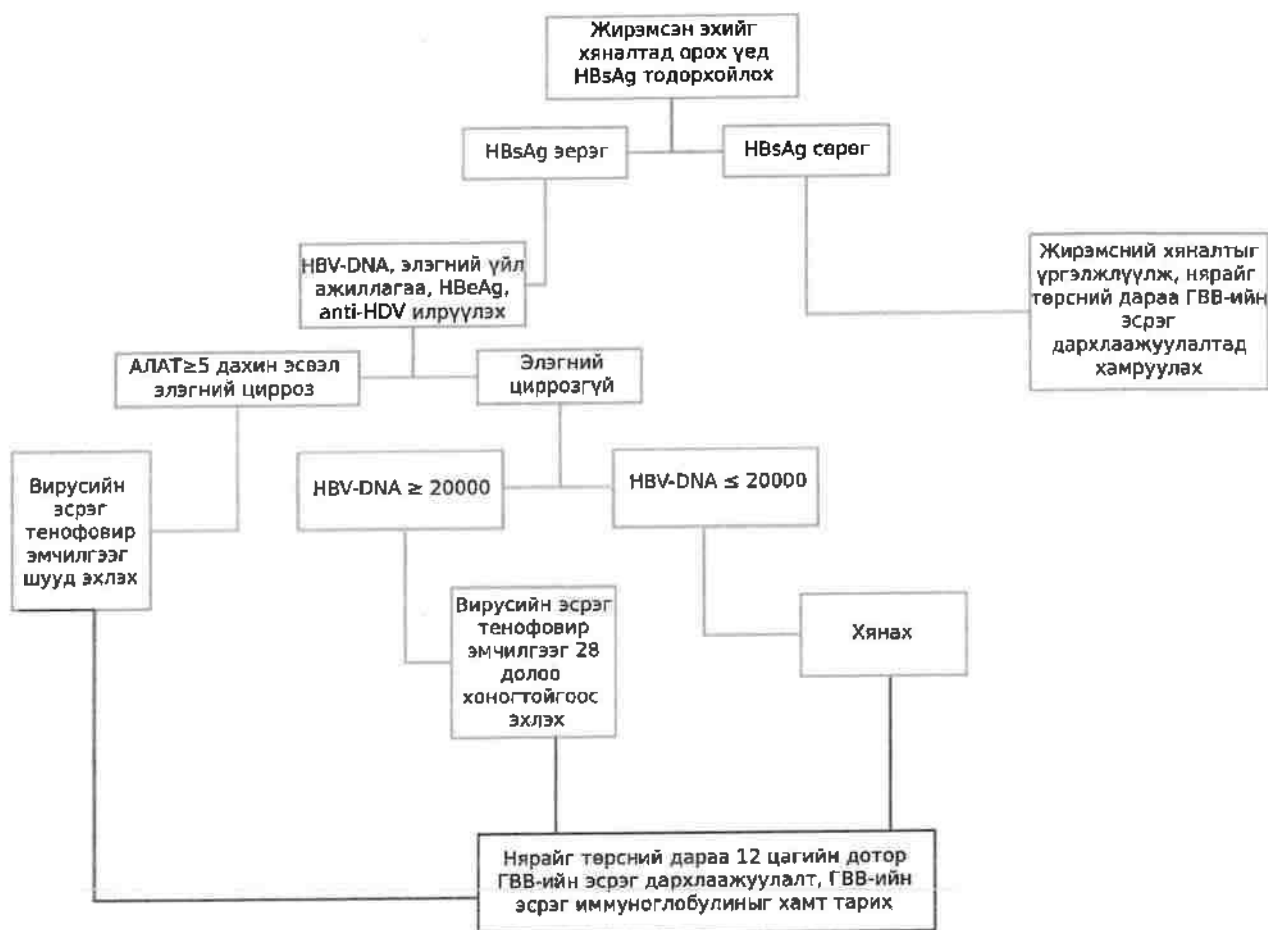 Жирэмсэн эхийг
хяналтад орох үед
HBsAg тодорхойлох
HBsAg эерэг
HBsAg сөрөг
HBV-DNA, элэгний үйл
ажиллагаа, HBeAg,
anti-HDV илрүүлэх
Жирэмсний хяналтыг
үргэлжлүүлж, нярайг
төрсний дараа ГВВ-ийн
эсрэг
дархлаажуулалтад
хамруулах
АЛАТ≥5 дахин эсвэл
элэгний цирроз
Элэгний
циррозгүй
Вирусийн
эсрэг
тенофовир
эмчилгээг
шууд эхлэх
HBV-DNA ≥ 20000
HBV-DNA ≤ 20000
Вирусийн эсрэг
тенофовир
эмчилгээг 28
долоо
хоногтойгоос
эхлэх
Хянах
Нярайг төрсний дараа 12 цагийн дотор
ГВВ-ийн эсрэг дархлаажуулалт, ГВВ-ийн
эсрэг иммуноглобулиныг хамт тарих